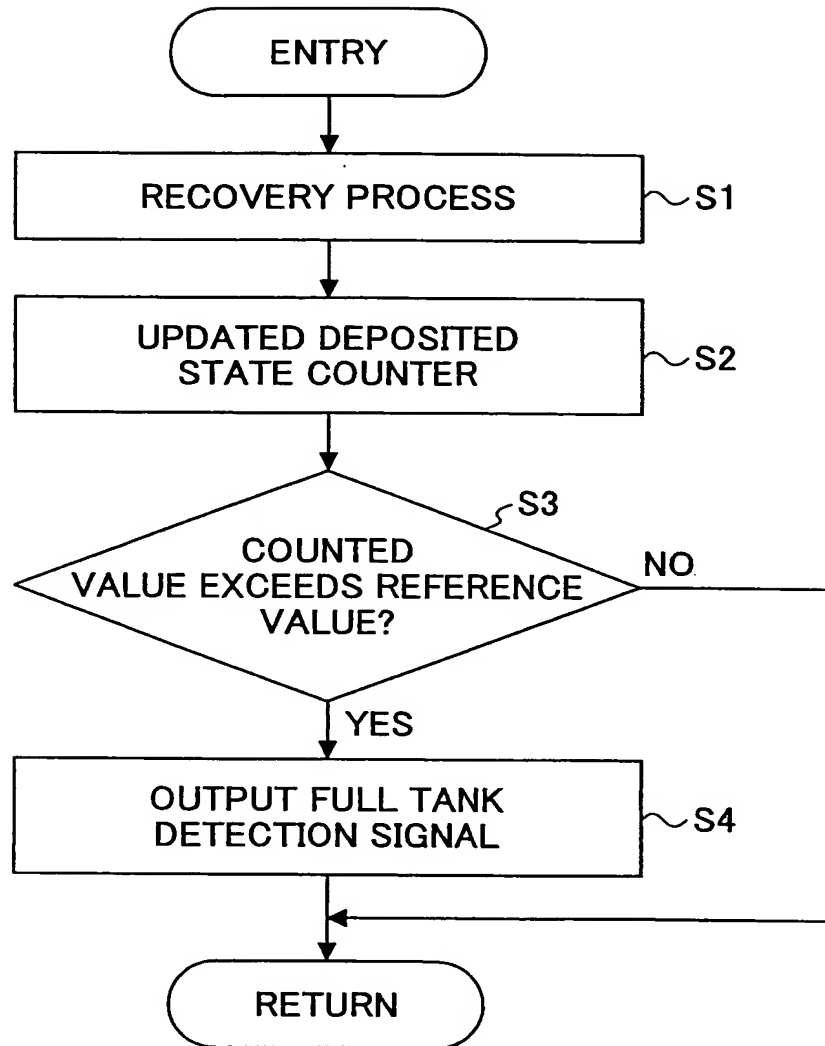 ENTRY
RECOVERY PROCESS
S1
UPDATED DEPOSITED
STATE COUNTER
S2
S3
COUNTED
VALUE EXCEEDS REFERENCE
VALUE?
NO
YES
OUTPUT FULL TANK
DETECTION SIGNAL
S4
RETURN